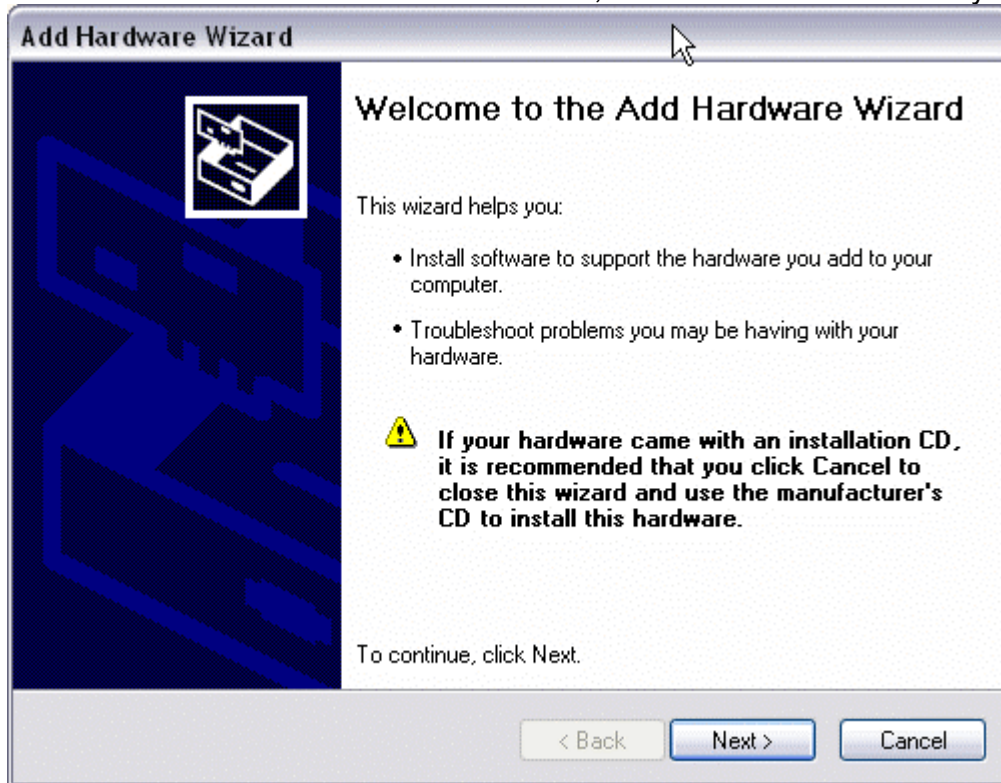 Add Hardware Wizard
Welcome to the Add Hardware Wizard
This wizard helps you:
• Install software to support the hardware you add to your
computer.
• Troubleshoot problems you may be having with your
hardware.
If your hardware came with an installation CD,
it is recommended that you click Cancel to
close this wizard and use the manufacturer's
CD to install this hardware.
To continue, click Next.
< Back Next > Cancel